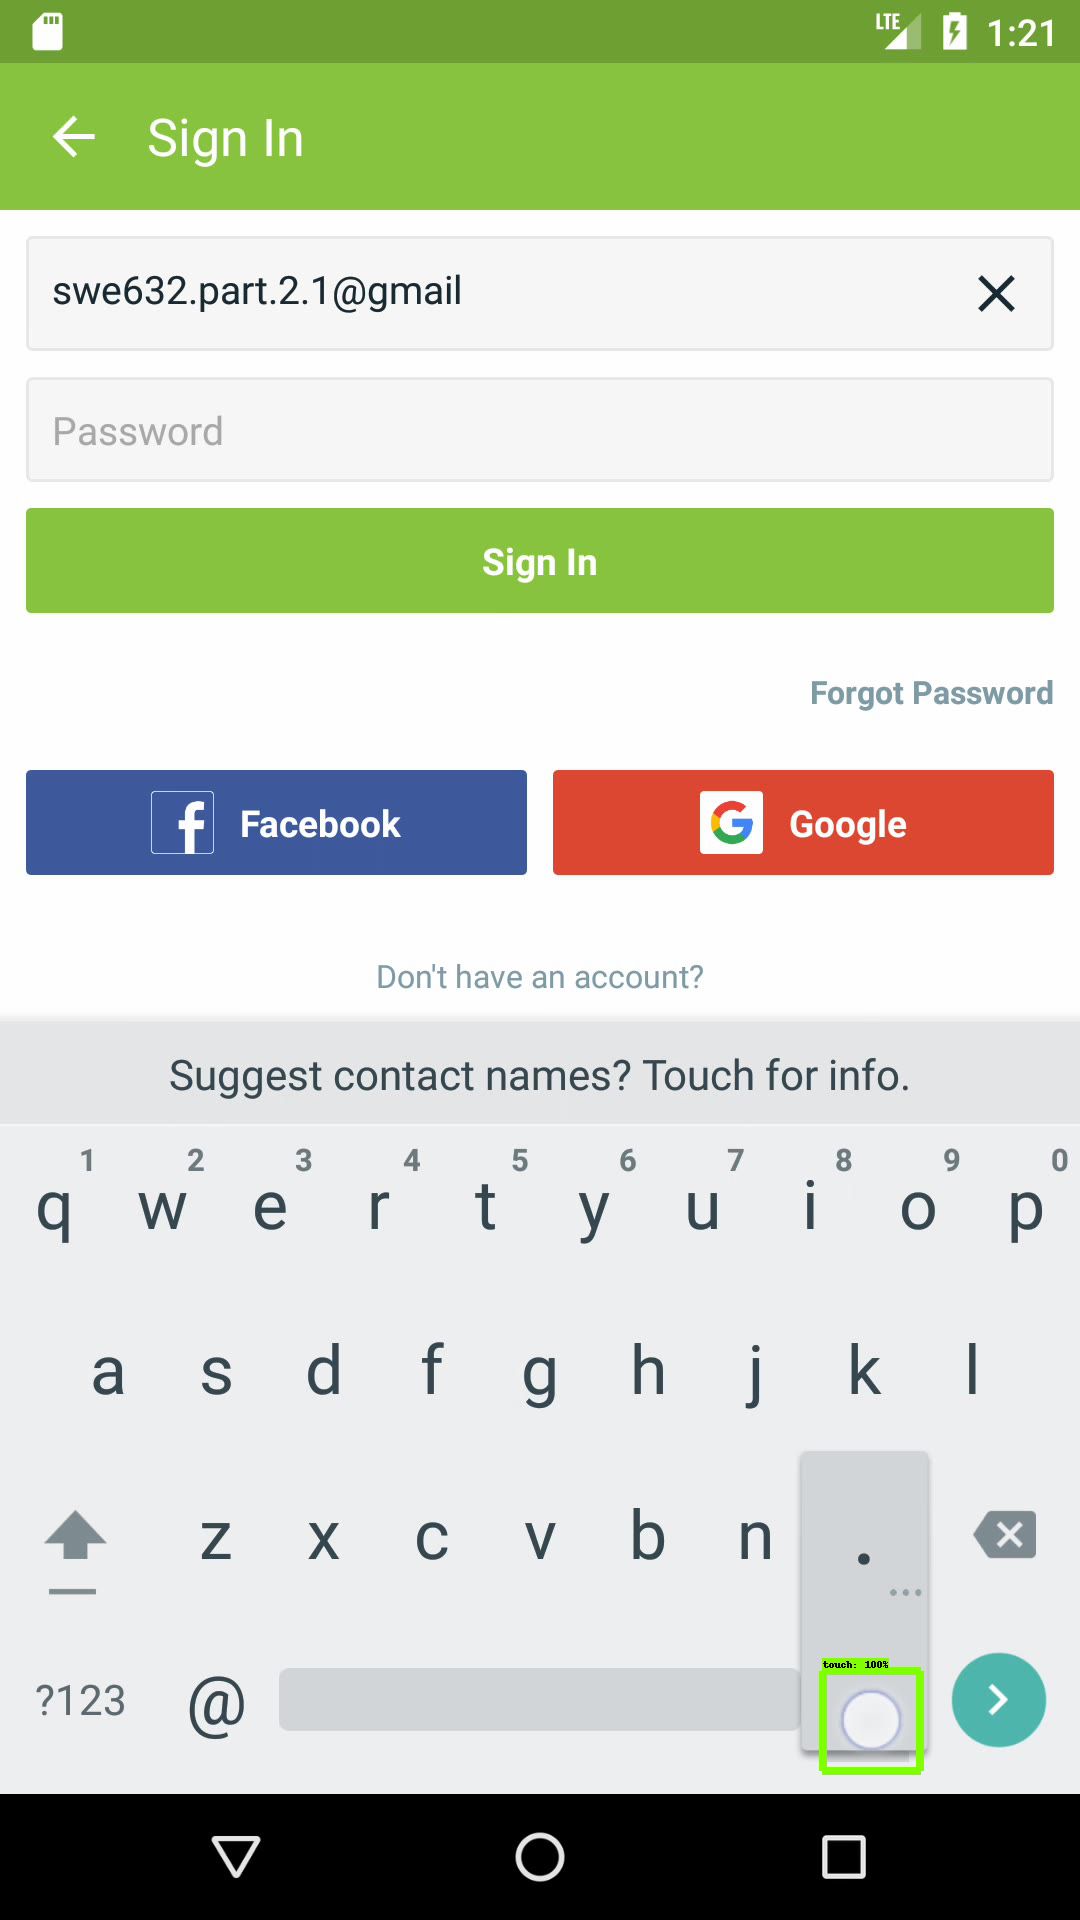 LTE 1:21
Sign In
swe632.part.2.1@gmail
Password
Sign In
Forgot Password
Facebook
Google
Don't have an account?
Suggest contact names? Touch for info.
1 2 3 4 5 6 7 8 9 0
q w e r t y u i o p
a s d f g h j k l
z x c v b n .
touch: 100%
?123 @